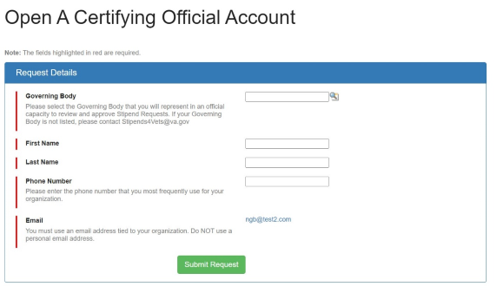 Open A Certifying Official Account
Note: The fields highlighted in red are required.
Request Details
Governing Body
Please select the Governing Body that you will represent in an official
capacity to review and approve Stipend Requests. If your Governing
Body is not listed, please contact Stipends4Vets@va.gov
First Name
Last Name
Phone Number
Please enter the phone number that you most frequently use for your
organization.
Email
ngb@test2.com
You must use an email address tied to your organization. Do NOT use a
personal email address.
Submit Request